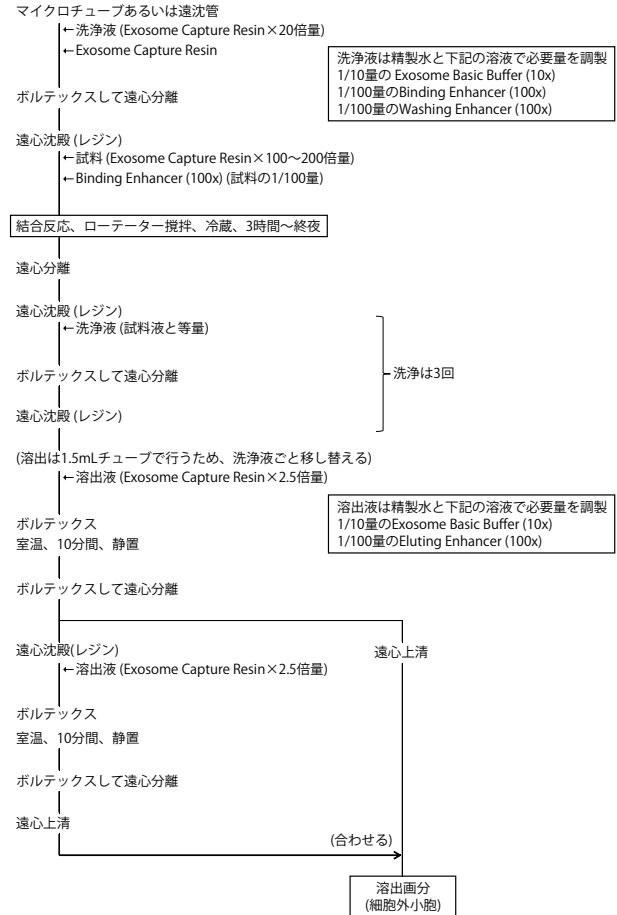 マイクロチューブあるいは遠沈管
←洗浄液 (Exosome Capture Resin×20倍量)
←Exosome Capture Resin
洗浄液は精製水と下記の溶液で必要量を調製
1/10量の Exosome Basic Buffer (10x)
1/100量のBinding Enhancer (100x)
1/100量のWashing Enhancer (100x)
ボルテックスして遠心分離
遠心沈殿 (レジン)
←試料 (Exosome Capture Resin×100〜200倍量)
←Binding Enhancer (100x) (試料の1/100量)
結合反応、ローテーター撹拌、冷蔵、3時間〜終夜
遠心分離
遠心沈殿 (レジン)
←洗浄液 (試料液と等量)
ボルテックスして遠心分離
洗浄は3回
遠心沈殿 (レジン)
(溶出は1.5mLチューブで行うため、洗浄液ごと移し替える)
←溶出液 (Exosome Capture Resin×2.5倍量)
溶出液は精製水と下記の溶液で必要量を調製
1/10量のExosome Basic Buffer (10x)
1/100量のEluting Enhancer (100x)
ボルテックス
室温、10分間、静置
ボルテックスして遠心分離
遠心沈殿(レジン)
遠心上清
←溶出液 (Exosome Capture Resin×2.5倍量)
ボルテックス
室温、10分間、静置
ボルテックスして遠心分離
遠心上清
(合わせる)
溶出画分
(細胞外小胞)